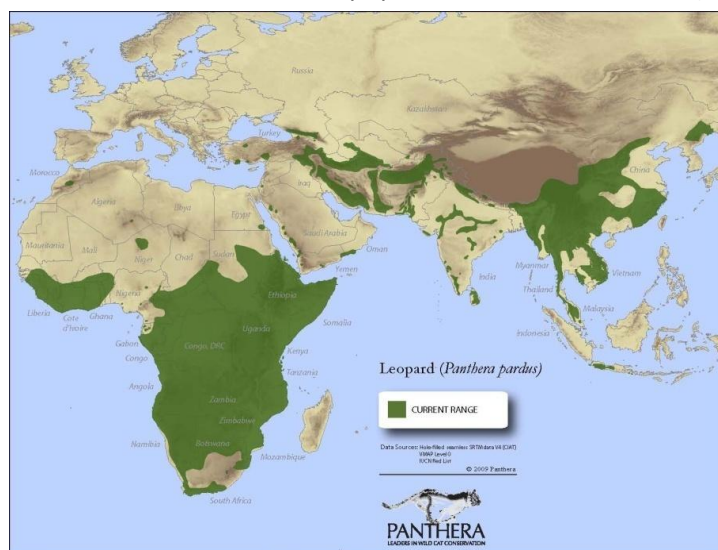 Russia
Kazakhstan
Turkey
China
Morocco
Iraq
Algeria
Libya
Egypt
Saudi Arabia
Mauritania
Mali
Niger
Chad
Sudan
Oman
Yemen
India
Myanmar
Vietnam
Thailand
Nigeria
Ethiopia
Malaysia
Liberia
Cote
d'Ivoire
Ghana
Somalia
Indonesia
Uganda
Gabon
Congo
Congo, DRC
Kenya
Tanzania
Angola
Zambia
Zimbabwe
Namibia
Botswana
Mozambique
South Africa
Leopard (Panthera pardus)
CURRENT RANGE
Data Sources: Hole-filled seamless SRTM data V4 (CIAT)
VMAP Level 0
IUCN Red List
© 2009 Panthera
PANTHERA
LEADERS IN WILD CAT CONSERVATION